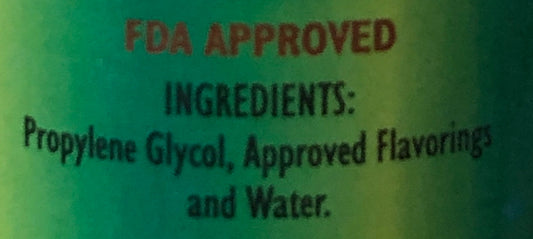 FDA APPROVED
INGREDIENTS:
Propylene Glycol, Approved Flavorings
and Water.